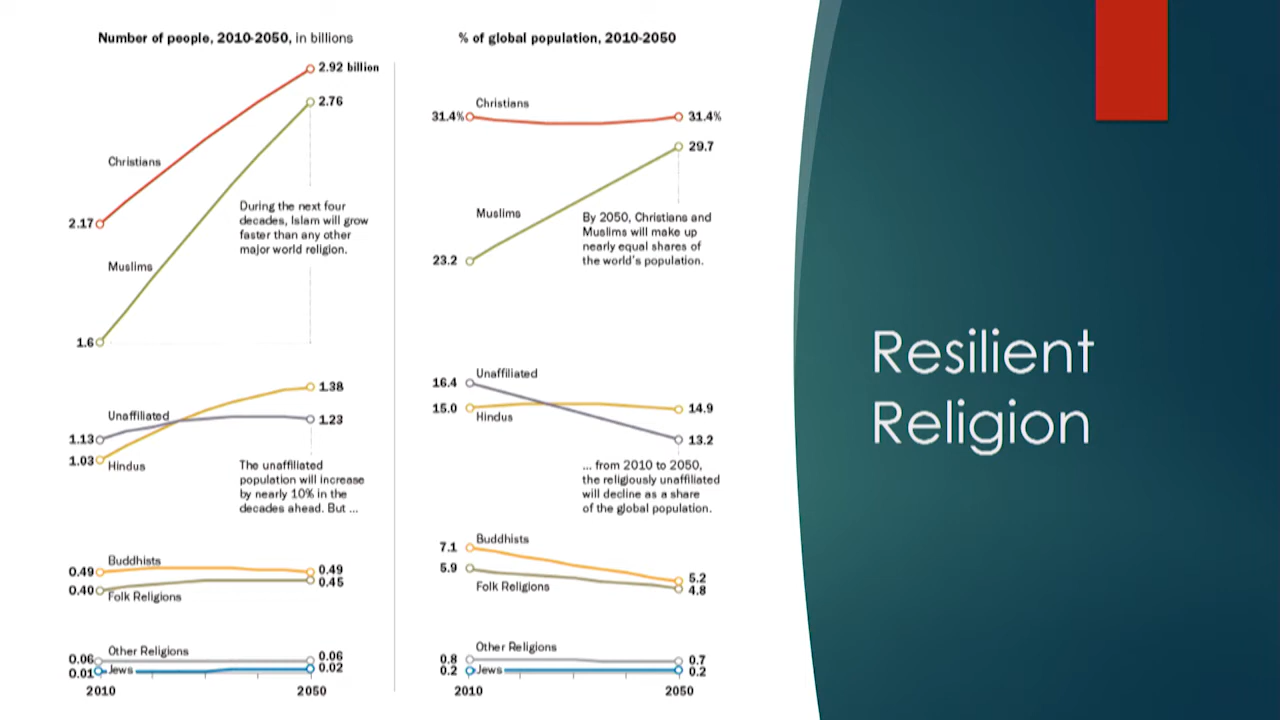 Number of people, 2010-2050, in billions
2.92 billion
2.76
Christians
2.17
During the next four
decades, Islam will grow
faster than any other
major world religion.
Muslims
1.6
1.38
Unaffiliated
1.23
1.13
1.03
Hindus
The unaffiliated
population will increase
by nearly 10% in the
decades ahead. But ...
Buddhists
0.49
0.49
0.45
0.40
Folk Religions
Other Religions
0.06
0.06
0.01
Jews
0.02
2010
2050
% of global population, 2010-2050
Christians
31.4%
31.4%
29.7
Muslims
By 2050, Christians and
Muslims will make up
nearly equal shares of
the world's population.
23.2
Unaffiliated
16.4
15.0
14.9
Hindus
13.2
... from 2010 to 2050,
the religiously unaffiliated
will decline as a share
of the global population.
Buddhists
7.1
5.9
5.2
4.8
Folk Religions
Other Religions
0.8
0.7
0.2
Jews
0.2
2010
2050
Resilient
Religion